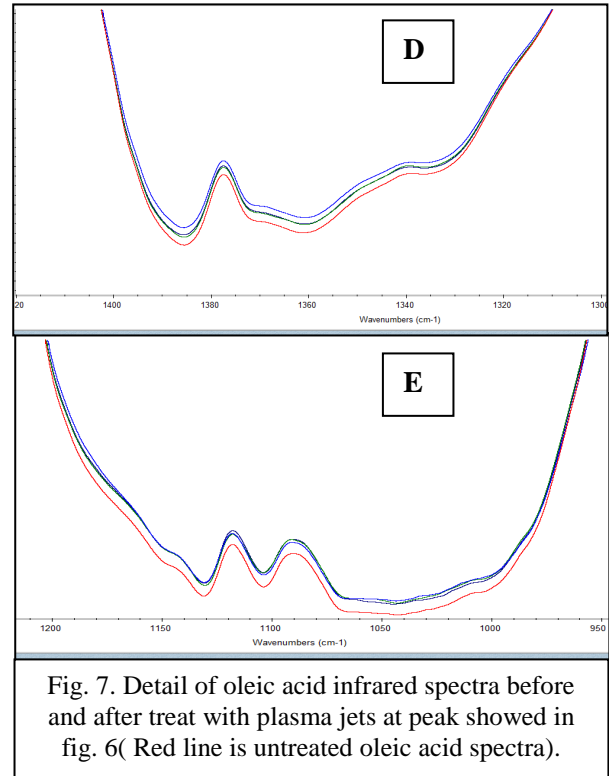 D
20 1400 1380 1360 1340 1320 1300
Wavenumbers (cm-1)
E
1200 1150 1100 1050 1000 950
Wavenumbers (cm-1)
Fig. 7. Detail of oleic acid infrared spectra before
and after treat with plasma jets at peak showed in
fig. 6( Red line is untreated oleic acid spectra).